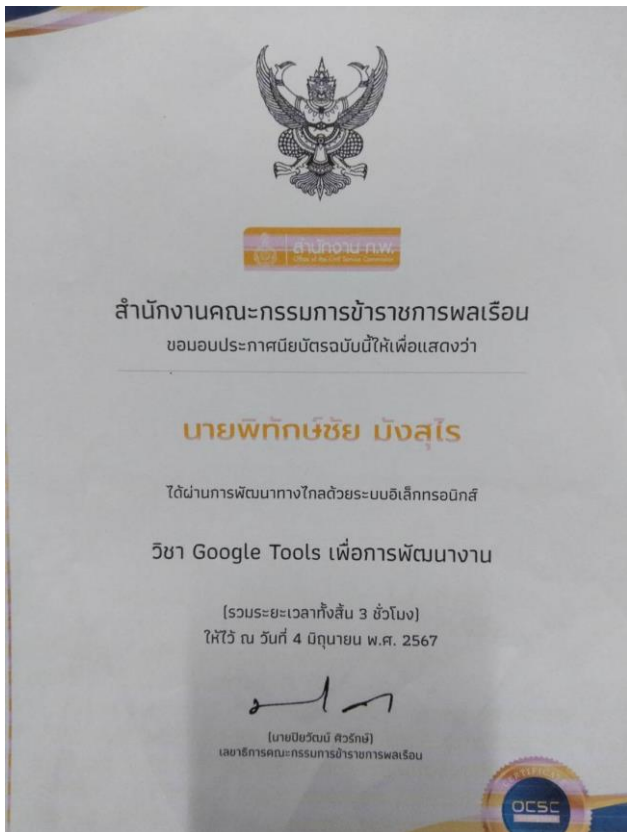 สำนักงาน ก.พ.
Office of the Civil Service Commission
สำนักงานคณะกรรมการข้าราชการพลเรือน
ขอมอบประกาศนียบัตรฉบับนี้ให้เพื่อแสดงว่า
นายพิทักษ์ชัย มังสุไร
ได้ผ่านการพัฒนาทางไกลด้วยระบบอิเล็กทรอนิกส์
วิชา Google Tools เพื่อการพัฒนางาน
(รวมระยะเวลาทั้งสิ้น 3 ชั่วโมง)
ให้ไว้ ณ วันที่ 4 มิถุนายน พ.ศ. 2567
(นายปิยวัฒน์ ศิวรักษ์)
เลขาธิการคณะกรรมการข้าราชการพลเรือน
CERTIFICATE
OCSC